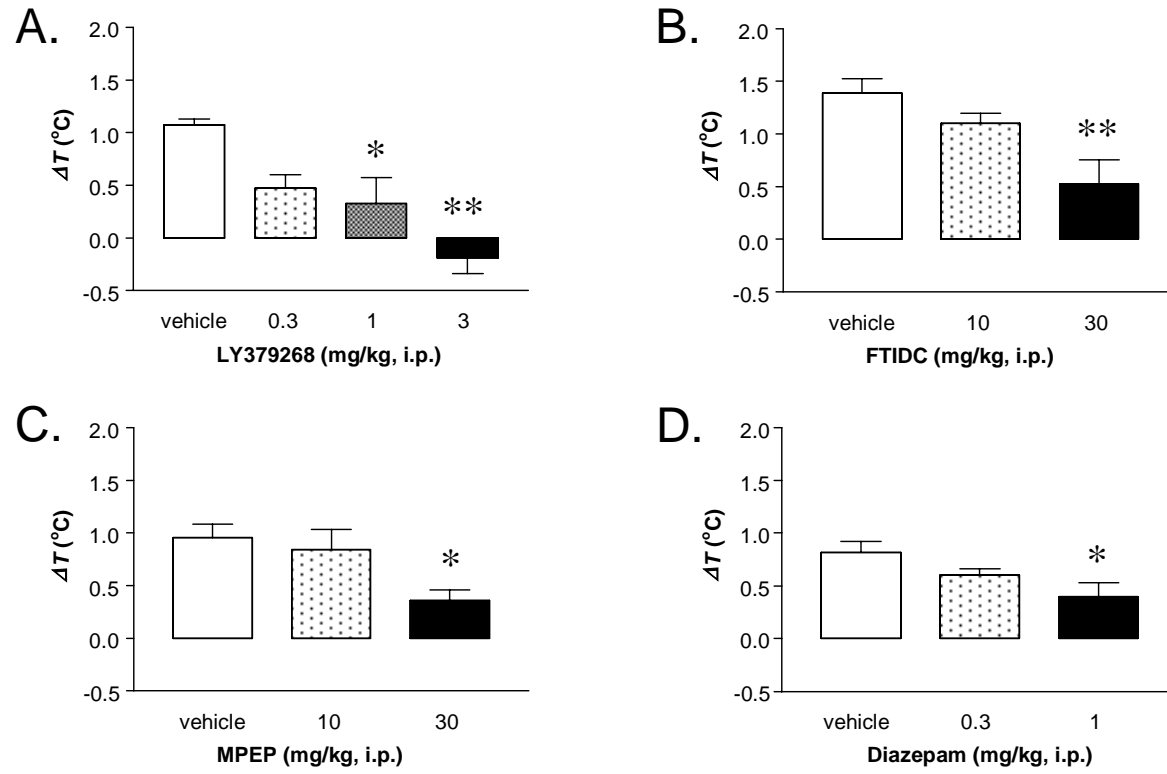 A.
2.0
1.5
1.0
0.5
0.0
-0.5
ΔT (°C)
*
**
vehicle 0.3 1 3
LY379268 (mg/kg, i.p.)
B.
2.0
1.5
1.0
0.5
0.0
-0.5
ΔT (°C)
**
vehicle 10 30
FTIDC (mg/kg, i.p.)
C.
2.0
1.5
1.0
0.5
0.0
-0.5
ΔT (°C)
*
vehicle 10 30
MPEP (mg/kg, i.p.)
D.
2.0
1.5
1.0
0.5
0.0
-0.5
ΔT (°C)
*
vehicle 0.3 1
Diazepam (mg/kg, i.p.)